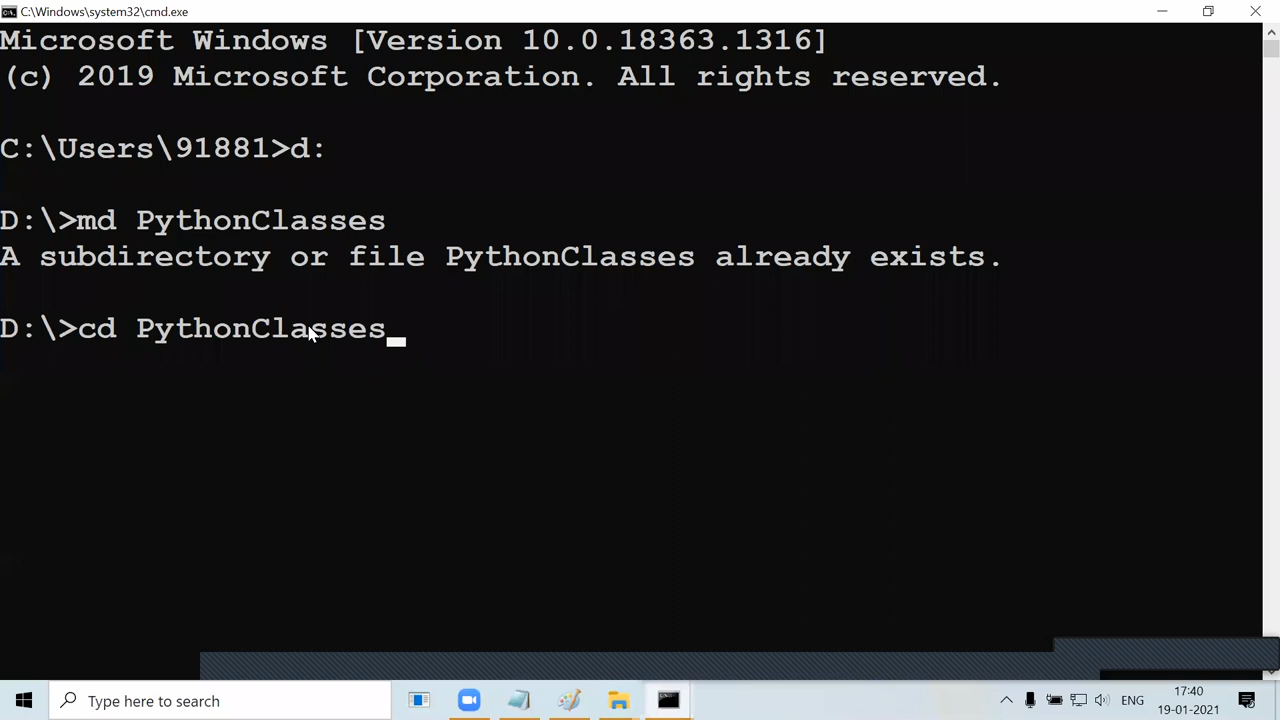 C:\Windows\system32\cmd.exe
Microsoft Windows [Version 10.0.18363.1316]
(c) 2019 Microsoft Corporation. All rights reserved.
C:\Users\91881>d:
D:\>md PythonClasses
A subdirectory or file PythonClasses already exists.
D:\>cd PythonClasses
Type here to search
ENG
17:40
19-01-2021